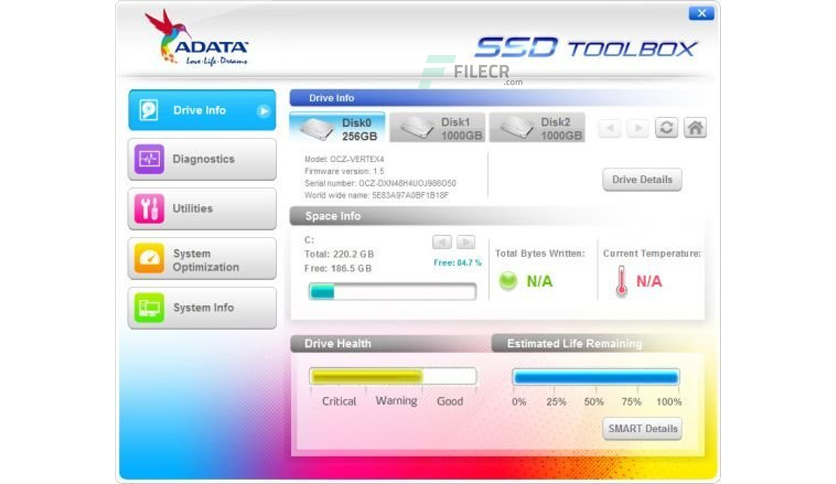 ADATA
Love·Life·Dreams
SSD TOOLBOX
FILECR
.com
Drive Info
Diagnostics
Utilities
System
Optimization
System Info
Drive Info
Disk0
256GB
Disk1
1000GB
Disk2
1000GB
Model: OCZ-VERTEX4
Firmware version: 1.5
Serial number: OCZ-DXN48H4UOJ986O50
World wide name: 5E83A97A0BF1B18F
Drive Details
Space Info
C:
Total: 220.2 GB
Free: 186.5 GB
Free: 84.7 %
Total Bytes Written:
N/A
Current Temperature:
N/A
Drive Health
Critical Warning Good
Estimated Life Remaining
0% 25% 50% 75% 100%
SMART Details